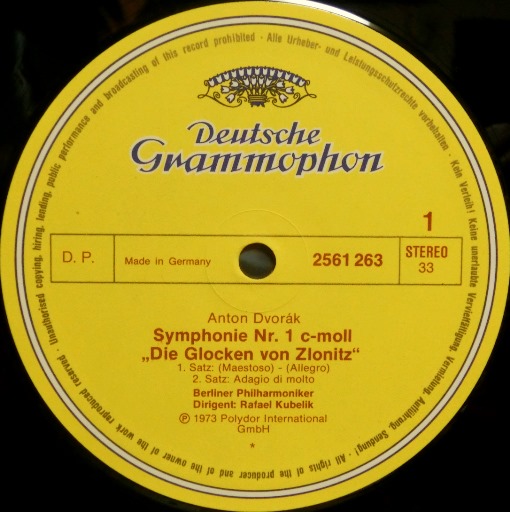 Deutsche
Grammophon
1
D. P.
Made in Germany
2561 263
STEREO
33
Anton Dvorák
Symphonie Nr. 1 c-moll
„Die Glocken von Zlonitz“
1. Satz: (Maestoso) - (Allegro)
2. Satz: Adagio di molto
Berliner Philharmoniker
Dirigent: Rafael Kubelik
Ⓟ 1973 Polydor International
GmbH
*
Alle Urheber- und Leistungsschutzrechte vorbehalten · Kein Verleih! Keine unerlaubte Vervielfältigung, Vermietung, Aufführung, Sendung! · All rights of the producer and of the owner of the work reproduced reserved · Unauthorised copying, hiring, lending, public performance and broadcasting of this record prohibited ·